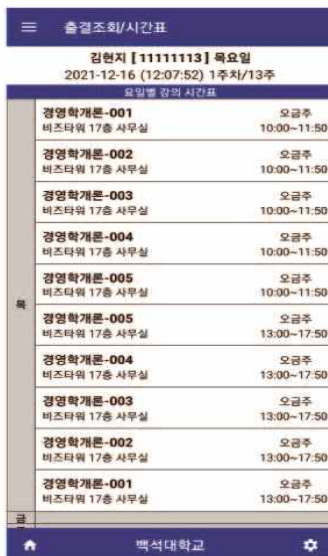 출결조회/시간표
김현지 [11111113] 목요일
2021-12-16 (12:07:52) 1주차/13주
요일별 강의 시간표
목
경영학개론-001 오금주
비즈타워 17층 사무실 10:00~11:50
경영학개론-002 오금주
비즈타워 17층 사무실 10:00~11:50
경영학개론-003 오금주
비즈타워 17층 사무실 10:00~11:50
경영학개론-004 오금주
비즈타워 17층 사무실 10:00~11:50
경영학개론-005 오금주
비즈타워 17층 사무실 10:00~11:50
경영학개론-005 오금주
비즈타워 17층 사무실 13:00~17:50
경영학개론-004 오금주
비즈타워 17층 사무실 13:00~17:50
경영학개론-003 오금주
비즈타워 17층 사무실 13:00~17:50
경영학개론-002 오금주
비즈타워 17층 사무실 13:00~17:50
경영학개론-001 오금주
비즈타워 17층 사무실 13:00~17:50
금
백석대학교